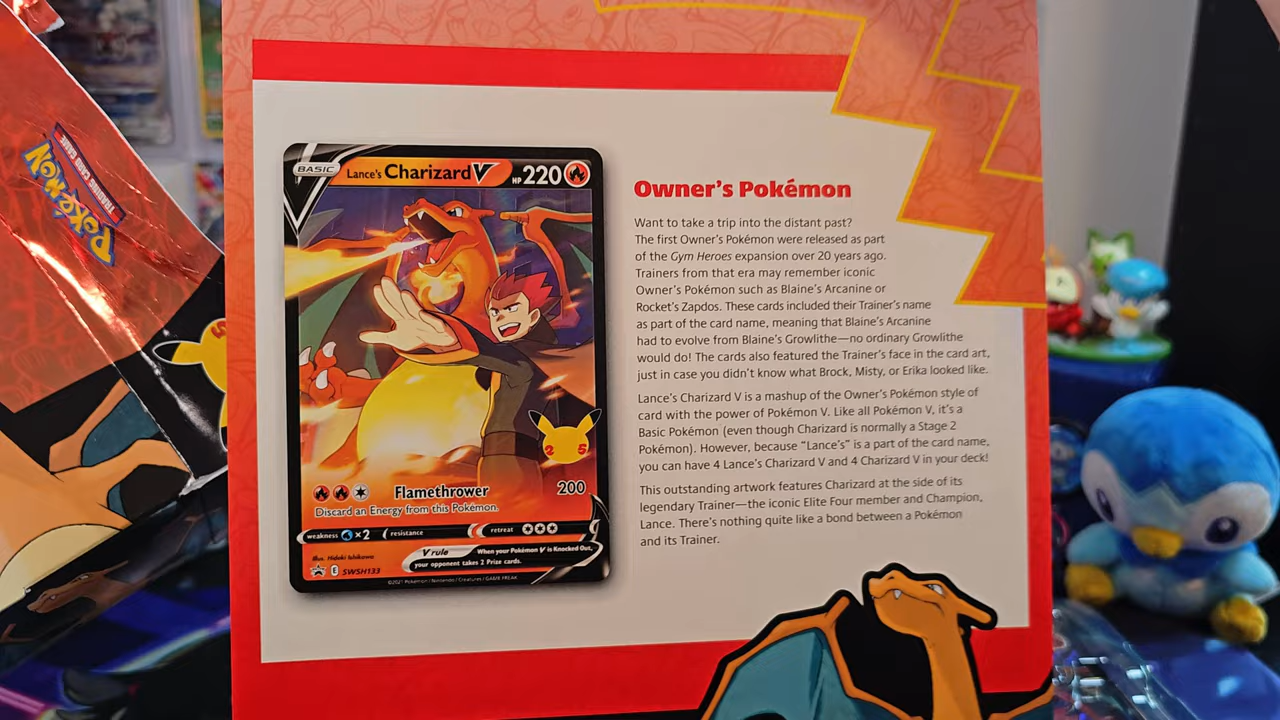 Pokémon
TRADING CARD GAME
BASIC
Lance's Charizard V
HP 220
Flamethrower 200
Discard an Energy from this Pokémon.
weakness ×2 resistance retreat
V rule When your Pokémon V is Knocked Out,
your opponent takes 2 Prize cards.
Illus. Hideki Ishikawa
E SWSH133
©2021 Pokémon / Nintendo / Creatures / GAME FREAK
2 5
Owner's Pokémon
Want to take a trip into the distant past?
The first Owner's Pokémon were released as part
of the Gym Heroes expansion over 20 years ago.
Trainers from that era may remember iconic
Owner's Pokémon such as Blaine's Arcanine or
Rocket's Zapdos. These cards included their Trainer's name
as part of the card name, meaning that Blaine's Arcanine
had to evolve from Blaine's Growlithe—no ordinary Growlithe
would do! The cards also featured the Trainer's face in the card art,
just in case you didn't know what Brock, Misty, or Erika looked like.
Lance's Charizard V is a mashup of the Owner's Pokémon style of
card with the power of Pokémon V. Like all Pokémon V, it's a
Basic Pokémon (even though Charizard is normally a Stage 2
Pokémon). However, because "Lance's" is a part of the card name,
you can have 4 Lance's Charizard V and 4 Charizard V in your deck!
This outstanding artwork features Charizard at the side of its
legendary Trainer—the iconic Elite Four member and Champion,
Lance. There's nothing quite like a bond between a Pokémon
and its Trainer.